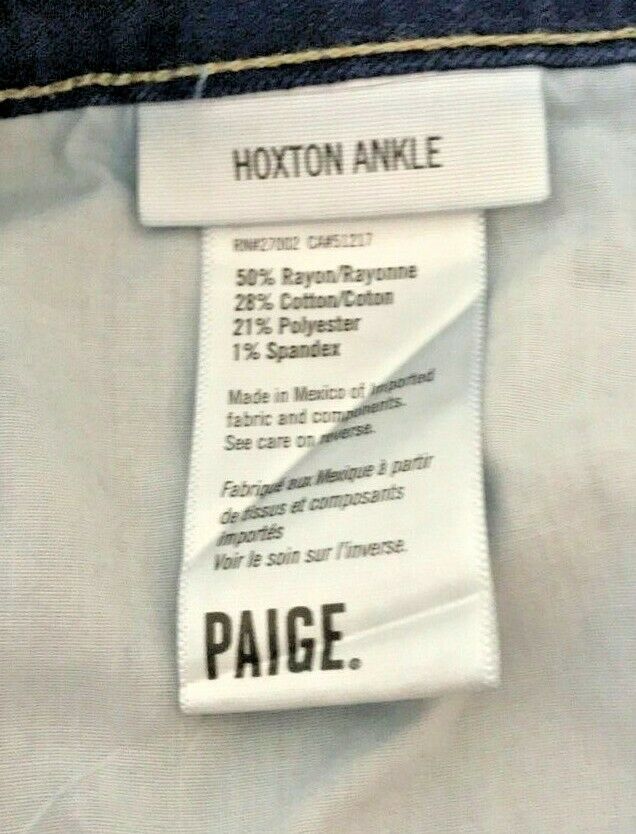 HOXTON ANKLE
RN#27002 CA#51217
50% Rayon/Rayonne
28% Cotton/Coton
21% Polyester
1% Spandex
Made in Mexico of imported
fabric and components.
See care on reverse.
Fabriqué aux Mexique à partir
de tissus et composants
importés
Voir le soin sur l'inverse.
PAIGE.